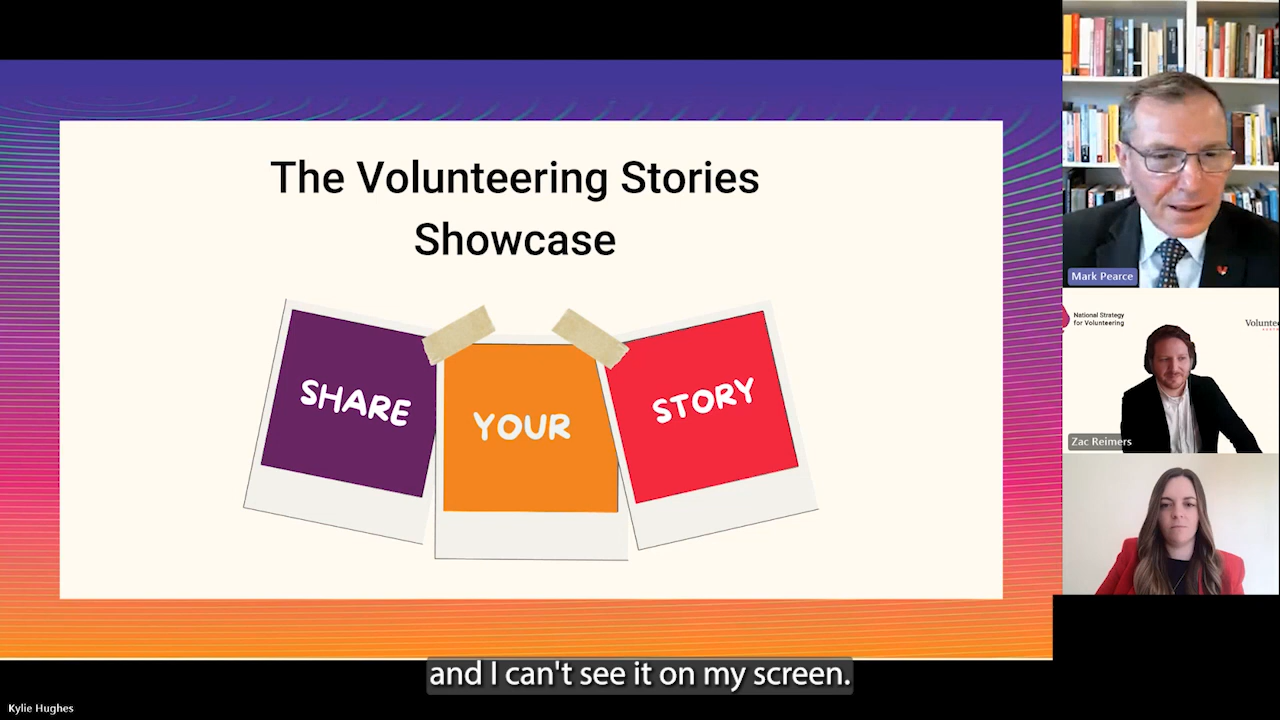 The Volunteering Stories
Showcase
SHARE
YOUR
STORY
Mark Pearce
National Strategy
for Volunteering
Zac Reimers
and I can't see it on my screen.
Kylie Hughes